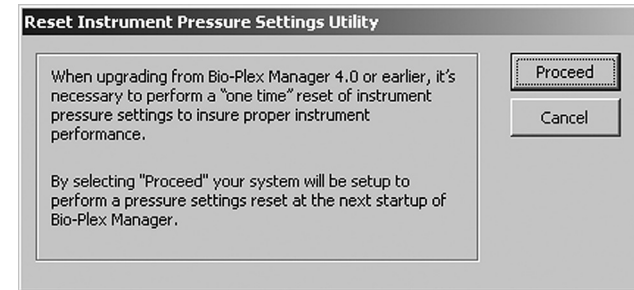 Reset Instrument Pressure Settings Utility
When upgrading from Bio-Plex Manager 4.0 or earlier, it's
necessary to perform a "one time" reset of instrument
pressure settings to insure proper instrument
performance.
By selecting "Proceed" your system will be setup to
perform a pressure settings reset at the next startup of
Bio-Plex Manager.
Proceed
Cancel